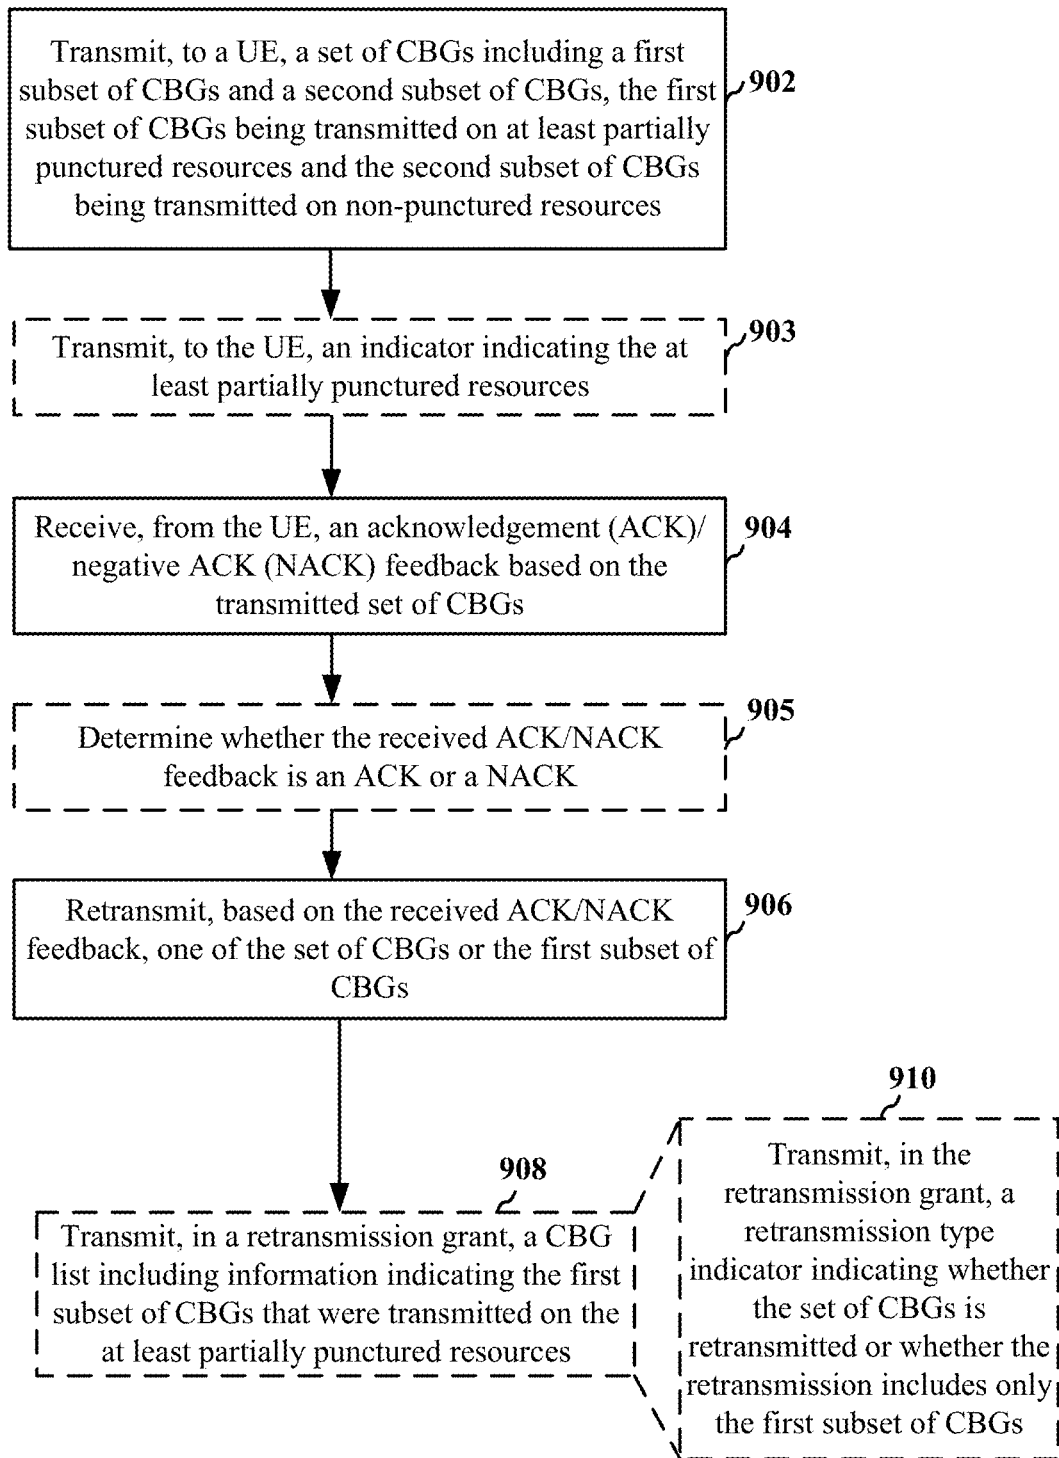 Transmit, to a UE, a set of CBGs including a first
subset of CBGs and a second subset of CBGs, the first
subset of CBGs being transmitted on at least partially
punctured resources and the second subset of CBGs
being transmitted on non-punctured resources
902
Transmit, to the UE, an indicator indicating the at
least partially punctured resources
903
Receive, from the UE, an acknowledgement (ACK)/
negative ACK (NACK) feedback based on the
transmitted set of CBGs
904
Determine whether the received ACK/NACK
feedback is an ACK or a NACK
905
Retransmit, based on the received ACK/NACK
feedback, one of the set of CBGs or the first subset of
CBGs
906
908
Transmit, in a retransmission grant, a CBG
list including information indicating the first
subset of CBGs that were transmitted on the
at least partially punctured resources
910
Transmit, in the
retransmission grant, a
retransmission type
indicator indicating whether
the set of CBGs is
retransmitted or whether the
retransmission includes only
the first subset of CBGs